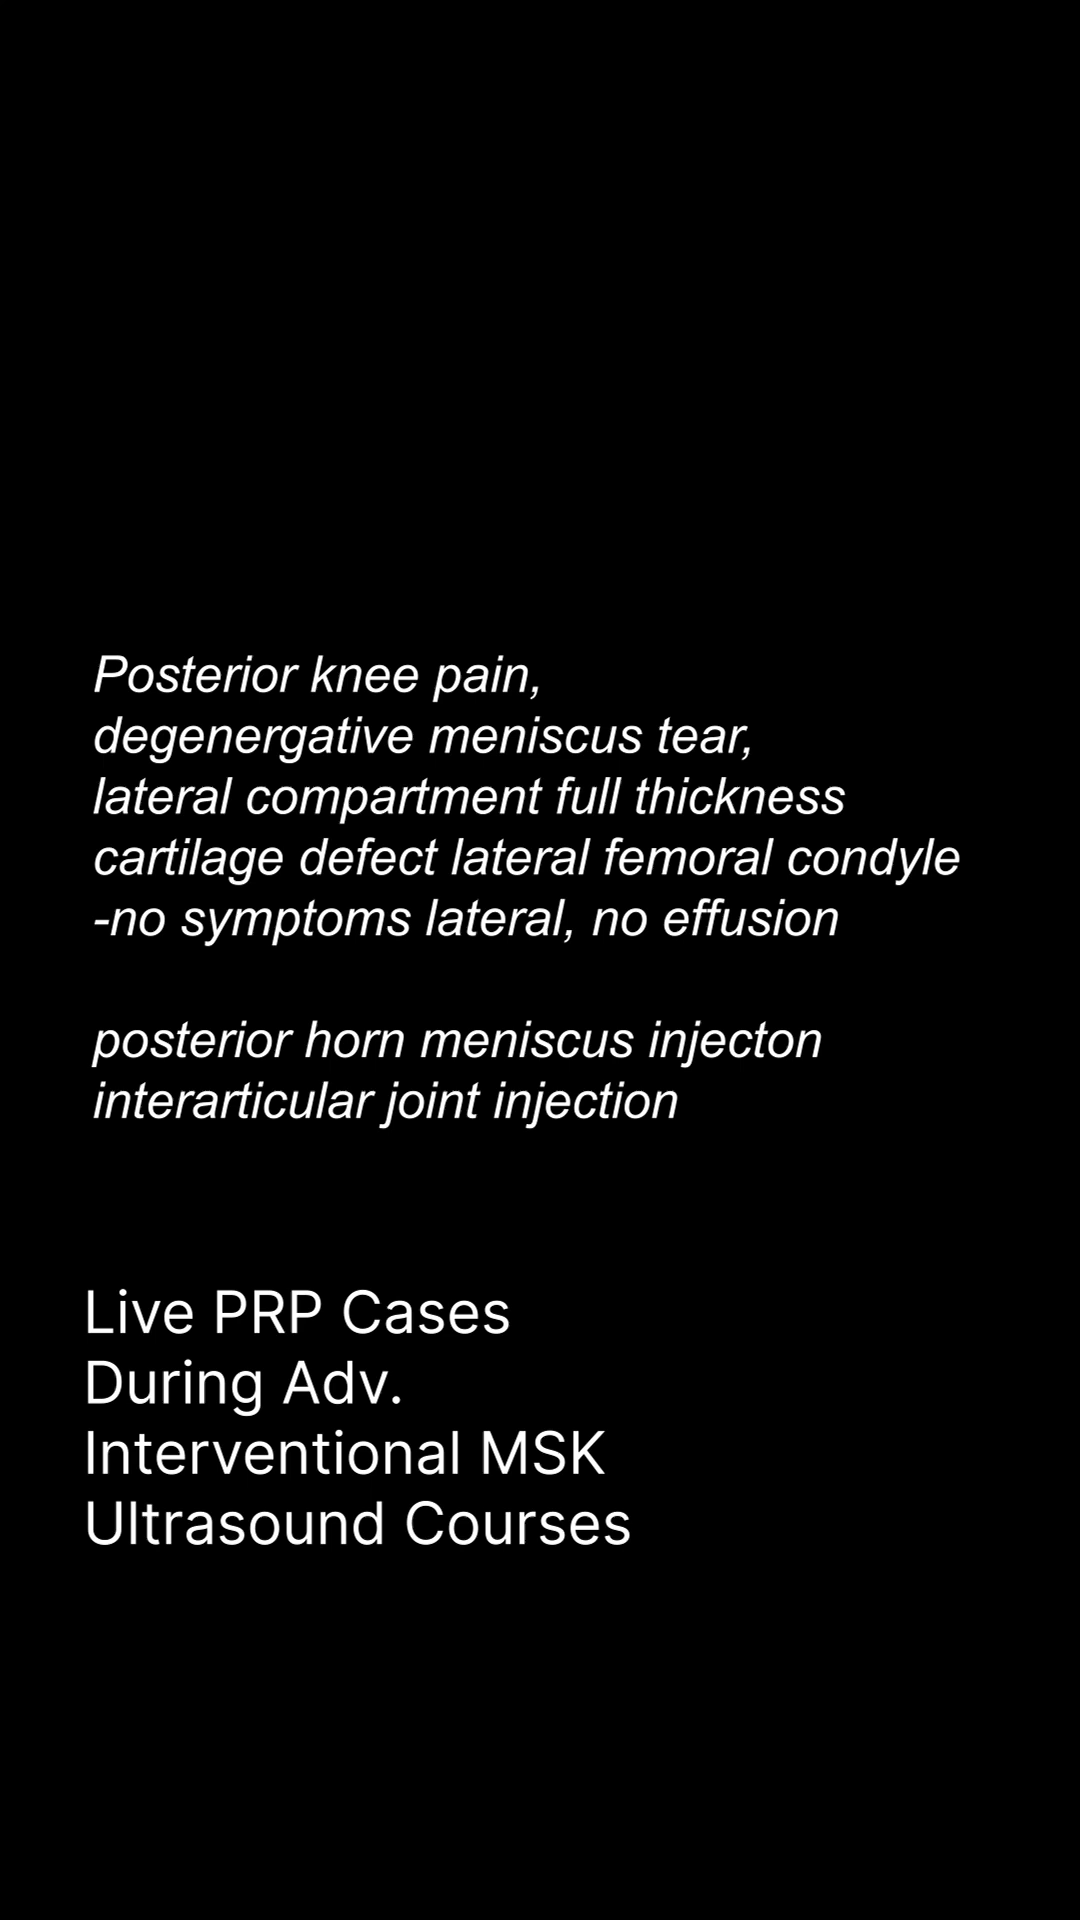 Posterior knee pain,
degenergative meniscus tear,
lateral compartment full thickness
cartilage defect lateral femoral condyle
-no symptoms lateral, no effusion
posterior horn meniscus injecton
interarticular joint injection
Live PRP Cases
During Adv.
Interventional MSK
Ultrasound Courses